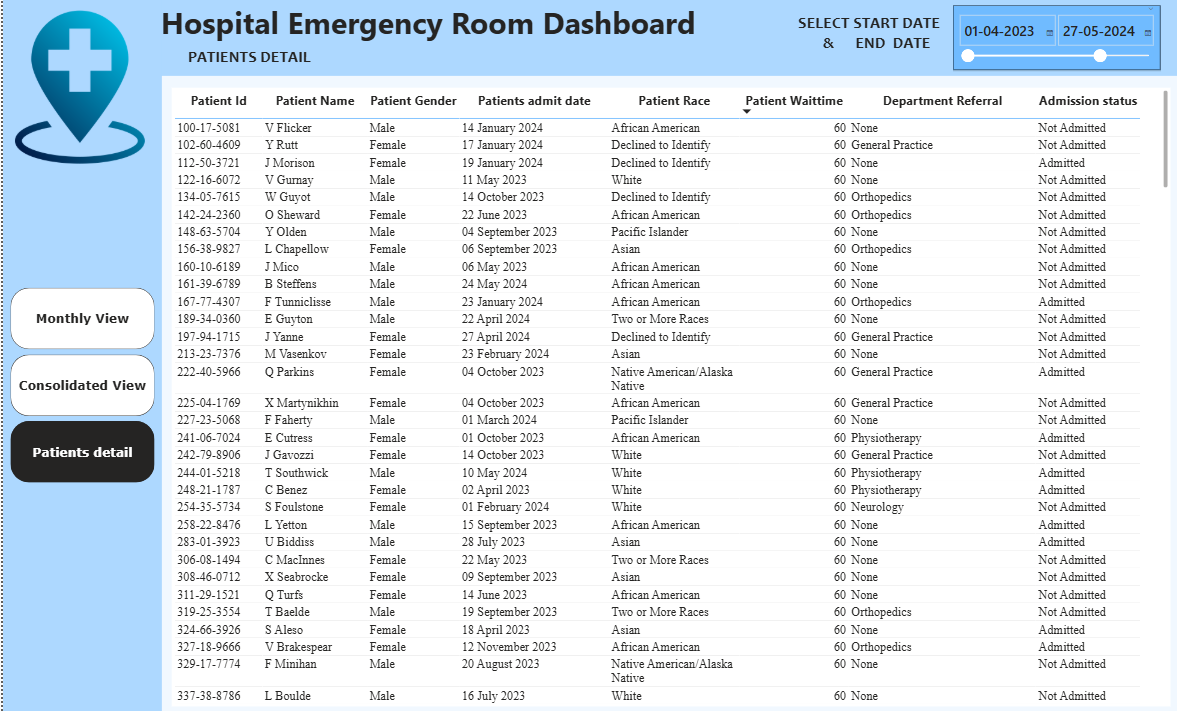 Hospital Emergency Room Dashboard
PATIENTS DETAIL
SELECT START DATE
& END DATE
01-04-2023 27-05-2024
Monthly View
Consolidated View
Patients detail
Patient Id Patient Name Patient Gender Patients admit date Patient Race Patient Waittime Department Referral Admission status
100-17-5081 V Flicker Male 14 January 2024 African American 60 None Not Admitted
102-60-4609 Y Rutt Female 17 January 2024 Declined to Identify 60 General Practice Not Admitted
112-50-3721 J Morison Female 19 January 2024 Declined to Identify 60 None Admitted
122-16-6072 V Gurnay Male 11 May 2023 White 60 None Not Admitted
134-05-7615 W Guyot Male 14 October 2023 Declined to Identify 60 Orthopedics Not Admitted
142-24-2360 O Sheward Female 22 June 2023 African American 60 Orthopedics Not Admitted
148-63-5704 Y Olden Male 04 September 2023 Pacific Islander 60 None Not Admitted
156-38-9827 L Chapellow Female 06 September 2023 Asian 60 Orthopedics Not Admitted
160-10-6189 J Mico Male 06 May 2023 African American 60 None Not Admitted
161-39-6789 B Steffens Male 24 May 2024 African American 60 None Not Admitted
167-77-4307 F Tunniclisse Male 23 January 2024 African American 60 Orthopedics Admitted
189-34-0360 E Guyton Male 22 April 2024 Two or More Races 60 None Not Admitted
197-94-1715 J Yanne Female 27 April 2024 Declined to Identify 60 General Practice Not Admitted
213-23-7376 M Vasenkov Female 23 February 2024 Asian 60 None Not Admitted
222-40-5966 Q Parkins Female 04 October 2023 Native American/Alaska 60 General Practice Admitted
Native
225-04-1769 X Martynikhin Female 04 October 2023 African American 60 General Practice Not Admitted
227-23-5068 F Faherty Male 01 March 2024 Pacific Islander 60 None Not Admitted
241-06-7024 E Cutress Female 01 October 2023 African American 60 Physiotherapy Admitted
242-79-8906 J Gavozzi Female 14 October 2023 White 60 General Practice Not Admitted
244-01-5218 T Southwick Male 10 May 2024 White 60 Physiotherapy Admitted
248-21-1787 C Benez Female 02 April 2023 White 60 Physiotherapy Admitted
254-35-5734 S Foulstone Female 01 February 2024 White 60 Neurology Not Admitted
258-22-8476 L Yetton Male 15 September 2023 African American 60 None Admitted
283-01-3923 U Biddiss Male 28 July 2023 Asian 60 None Admitted
306-08-1494 C MacInnes Female 22 May 2023 Two or More Races 60 None Not Admitted
308-46-0712 X Seabrocke Female 09 September 2023 Asian 60 None Not Admitted
311-29-1521 Q Turfs Female 14 June 2023 African American 60 None Not Admitted
319-25-3554 T Baelde Male 19 September 2023 Two or More Races 60 Orthopedics Not Admitted
324-66-3926 S Aleso Female 18 April 2023 Asian 60 None Admitted
327-18-9666 V Brakespear Female 12 November 2023 African American 60 Orthopedics Admitted
329-17-7774 F Minihan Male 20 August 2023 Native American/Alaska 60 None Not Admitted
Native
337-38-8786 L Boulde Male 16 July 2023 White 60 None Not Admitted